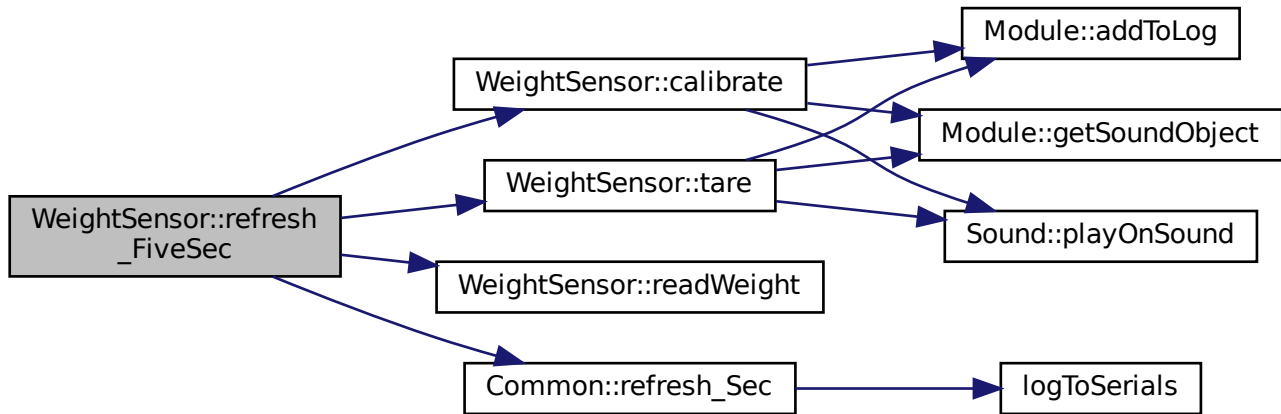 WeightSensor::refresh
_FiveSec
WeightSensor::calibrate
WeightSensor::tare
WeightSensor::readWeight
Common::refresh_Sec
Module::addToLog
Module::getSoundObject
Sound::playOnSound
logToSerials